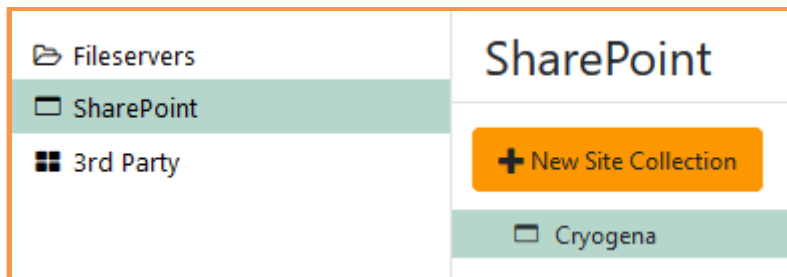 Fileservers
SharePoint
3rd Party
SharePoint
New Site Collection
Cryogena